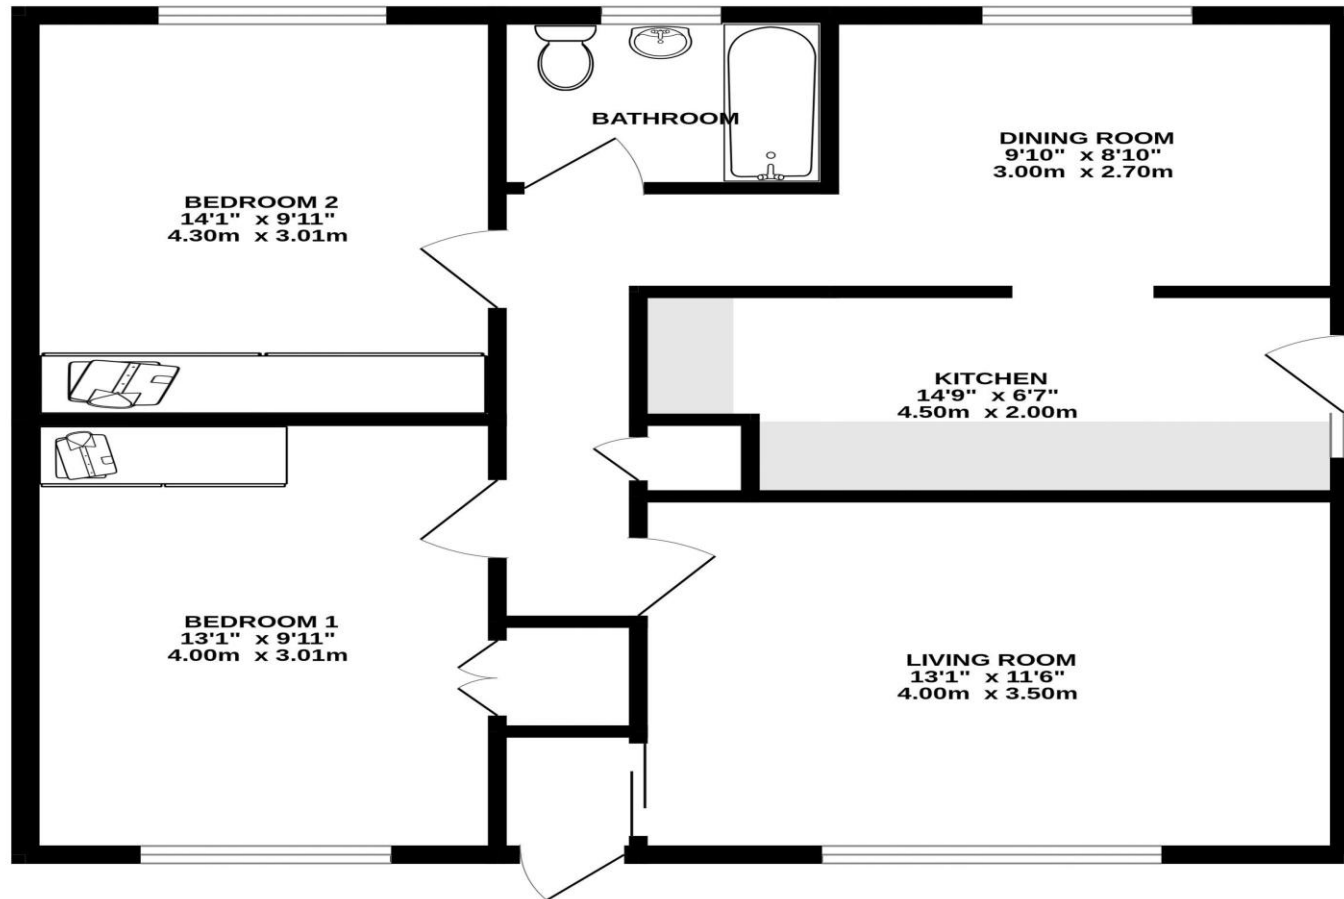 BATHROOM
DINING ROOM
9'10" x 8'10"
3.00m x 2.70m
BEDROOM 2
14'1" x 9'11"
4.30m x 3.01m
KITCHEN
14'9" x 6'7"
4.50m x 2.00m
BEDROOM 1
13'1" x 9'11"
4.00m x 3.01m
LIVING ROOM
13'1" x 11'6"
4.00m x 3.50m